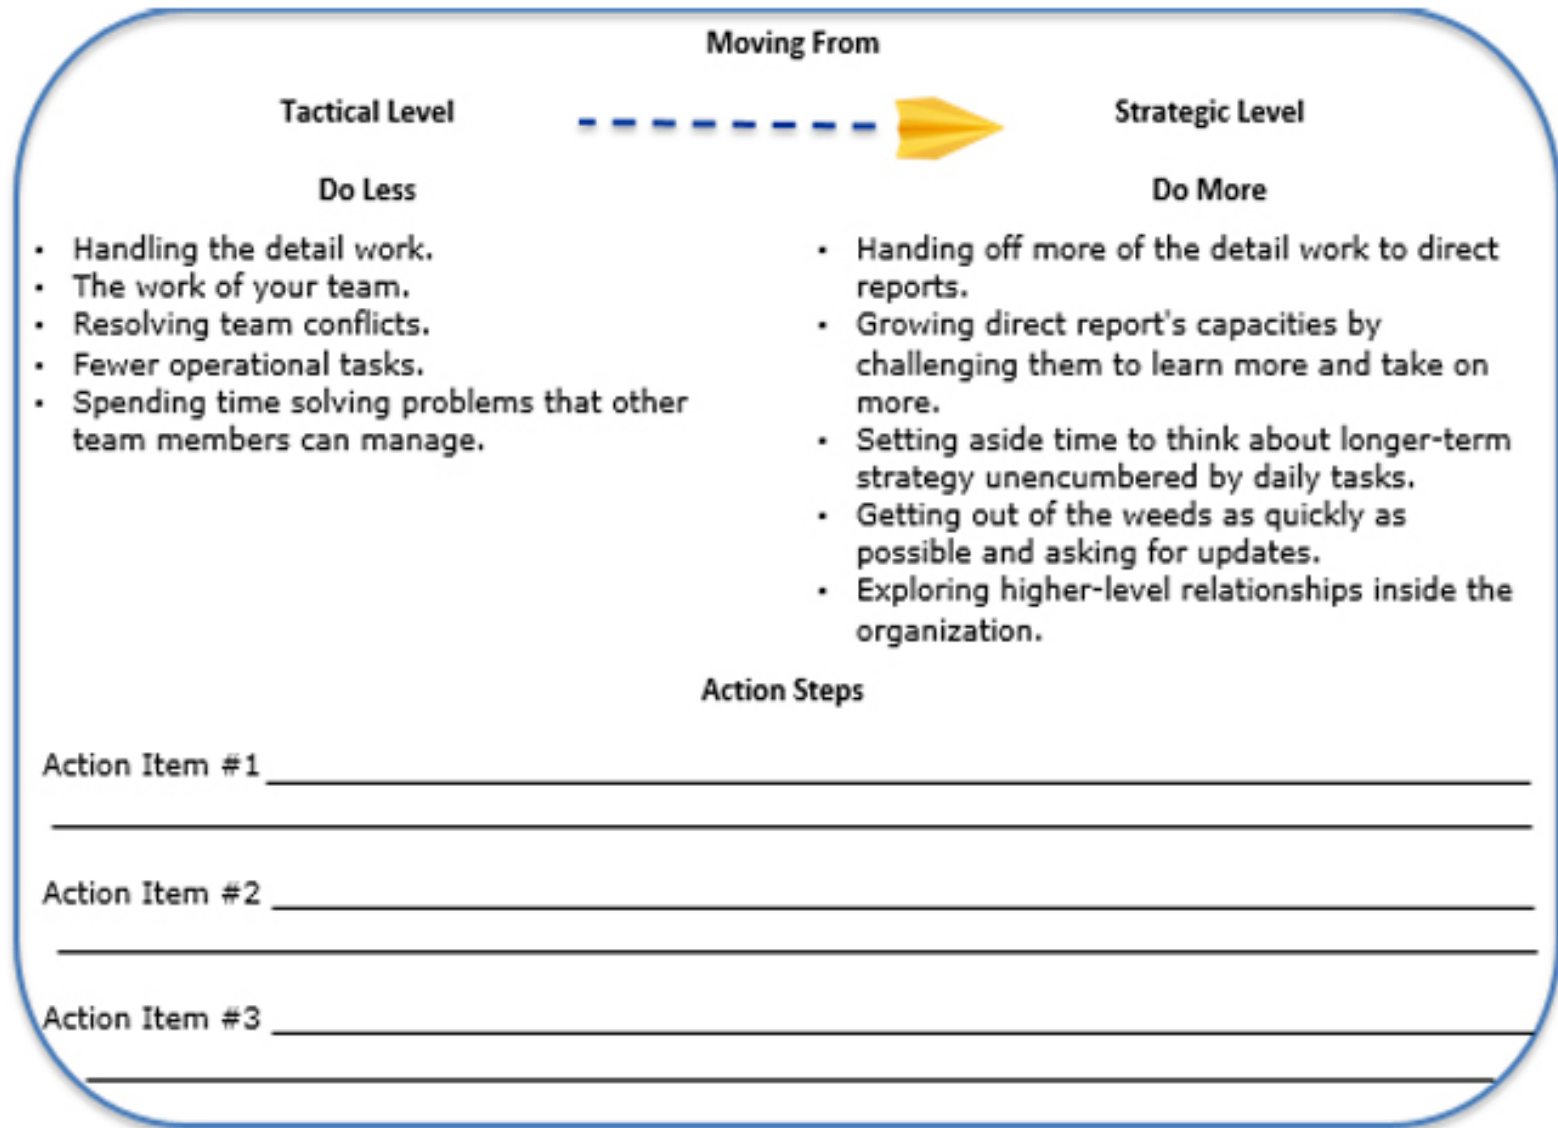 Moving From
Tactical Level
Strategic Level
Do Less
Do More
• Handling the detail work.
• The work of your team.
• Resolving team conflicts.
• Fewer operational tasks.
• Spending time solving problems that other
team members can manage.
• Handing off more of the detail work to direct
reports.
• Growing direct report's capacities by
challenging them to learn more and take on
more.
• Setting aside time to think about longer-term
strategy unencumbered by daily tasks.
• Getting out of the weeds as quickly as
possible and asking for updates.
• Exploring higher-level relationships inside the
organization.
Action Steps
Action Item #1
Action Item #2
Action Item #3